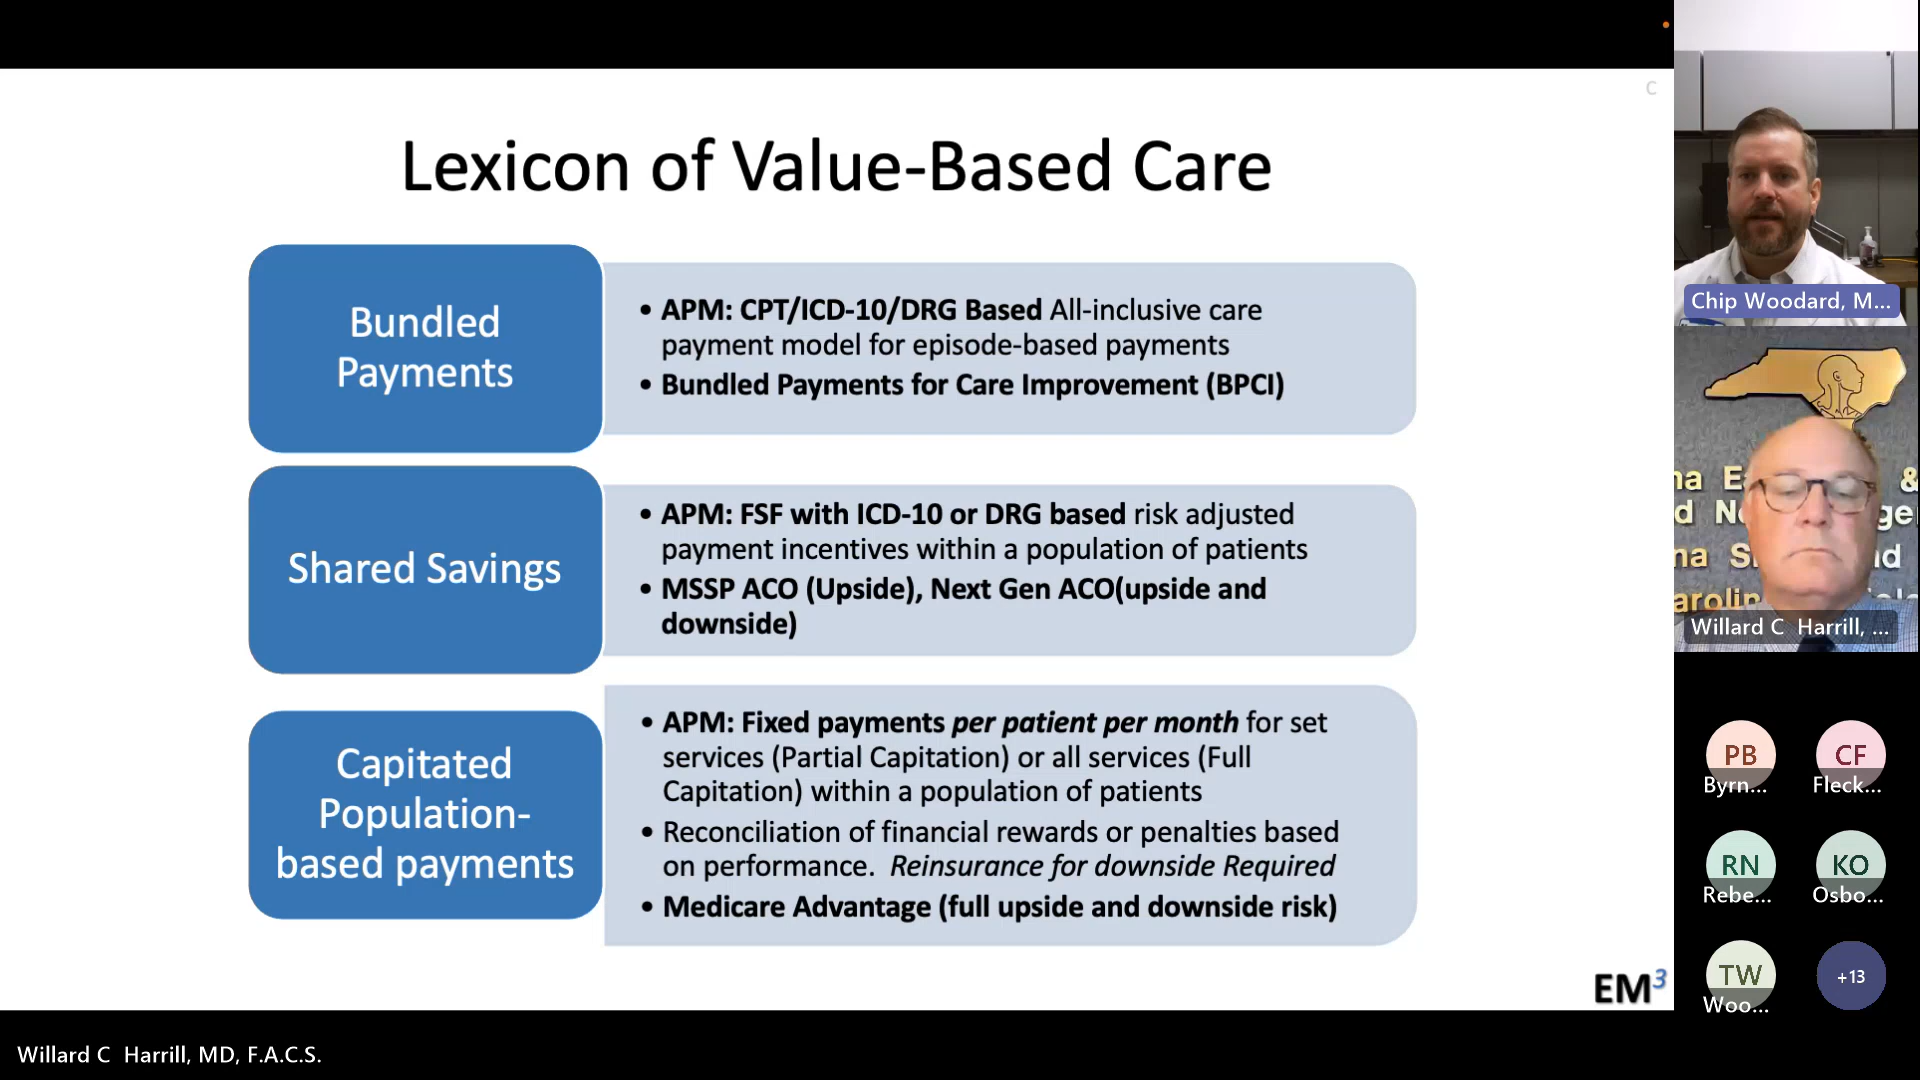 C
Lexicon of Value-Based Care
Bundled
Payments
• APM: CPT/ICD-10/DRG Based All-inclusive care
payment model for episode-based payments
• Bundled Payments for Care Improvement (BPCI)
Shared Savings
• APM: FSF with ICD-10 or DRG based risk adjusted
payment incentives within a population of patients
• MSSP ACO (Upside), Next Gen ACO(upside and
downside)
Capitated
Population-
based payments
• APM: Fixed payments per patient per month for set
services (Partial Capitation) or all services (Full
Capitation) within a population of patients
• Reconciliation of financial rewards or penalties based
on performance. Reinsurance for downside Required
• Medicare Advantage (full upside and downside risk)
EM3
Willard C Harrill, MD, F.A.C.S.
Chip Woodard, M...
Willard C Harrill, ...
PB
Byrn...
CF
Fleck...
RN
Rebe...
KO
Osbo...
TW
Woo...
+13